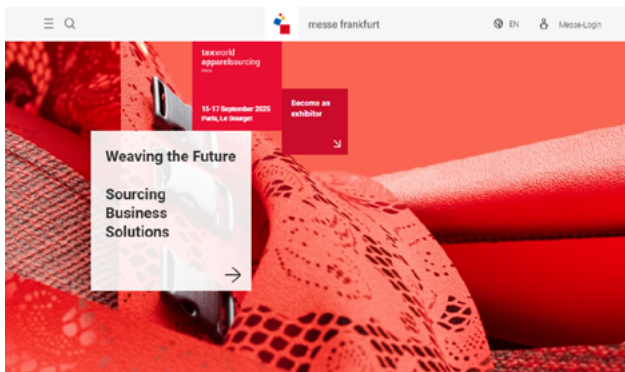 messe frankfurt
EN
Messe-Login
texworld
apparelsourcing
PARIS
15-17 September 2025
Paris, Le Bourget
Become an
exhibitor
Weaving the Future
Sourcing
Business
Solutions